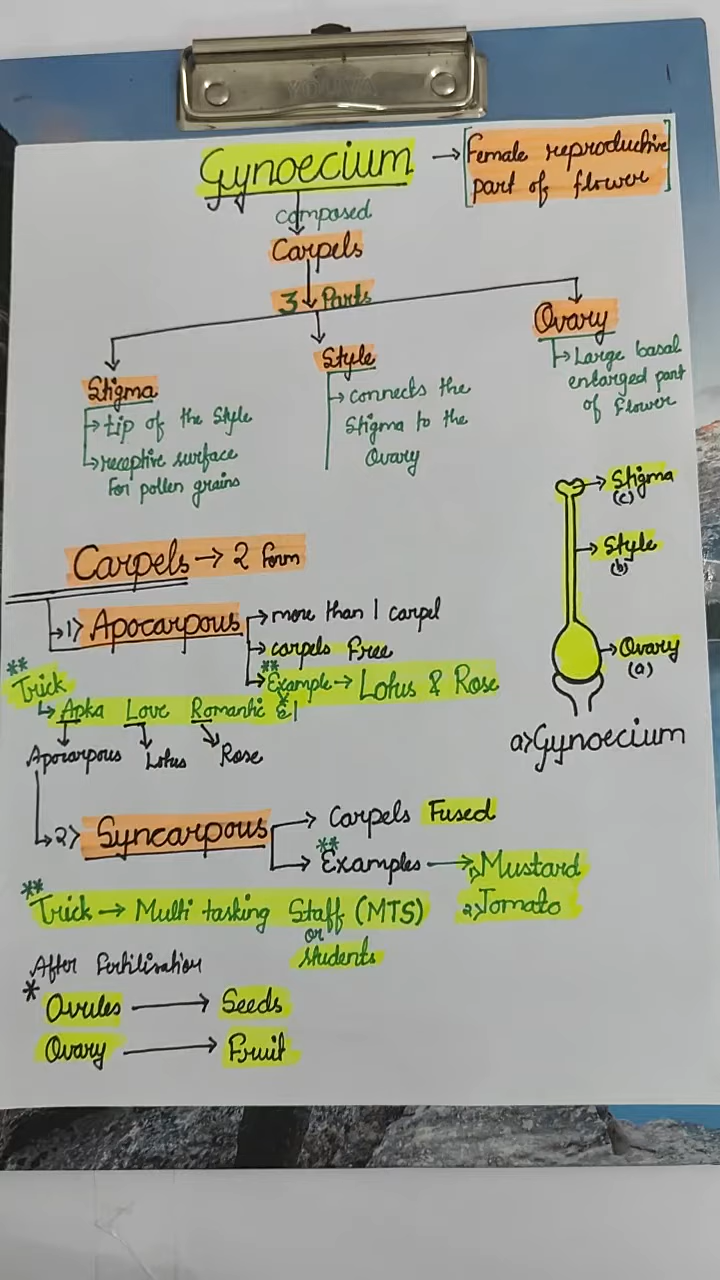 YOUVA
Gynoecium → [Female reproductive
part of flower]
composed
Carpels
3 Parts
Stigma
→ tip of the Style
→ receptive surface
For pollen grains
Style
→ connects the
Stigma to the
Ovary
Ovary
→ Large basal
enlarged part
of flower
→ Stigma
(c)
→ Style
(b)
→ Ovary
(a)
a> Gynoecium
Carpels → 2 form
→ 1> Apocarpous
→ more than 1 carpel
→ carpels Free
** Example → Lotus & Rose
** Trick
↳ Apka Love Romantic
Apocarpous Lotus Rose
→ 2> Syncarpous
→ Carpels Fused
→ ** Examples → 1> Mustard
2> Tomato
** Trick → Multi tasking Staff (MTS)
or
students
After Fertilisation
* Ovules → Seeds
Ovary → Fruit